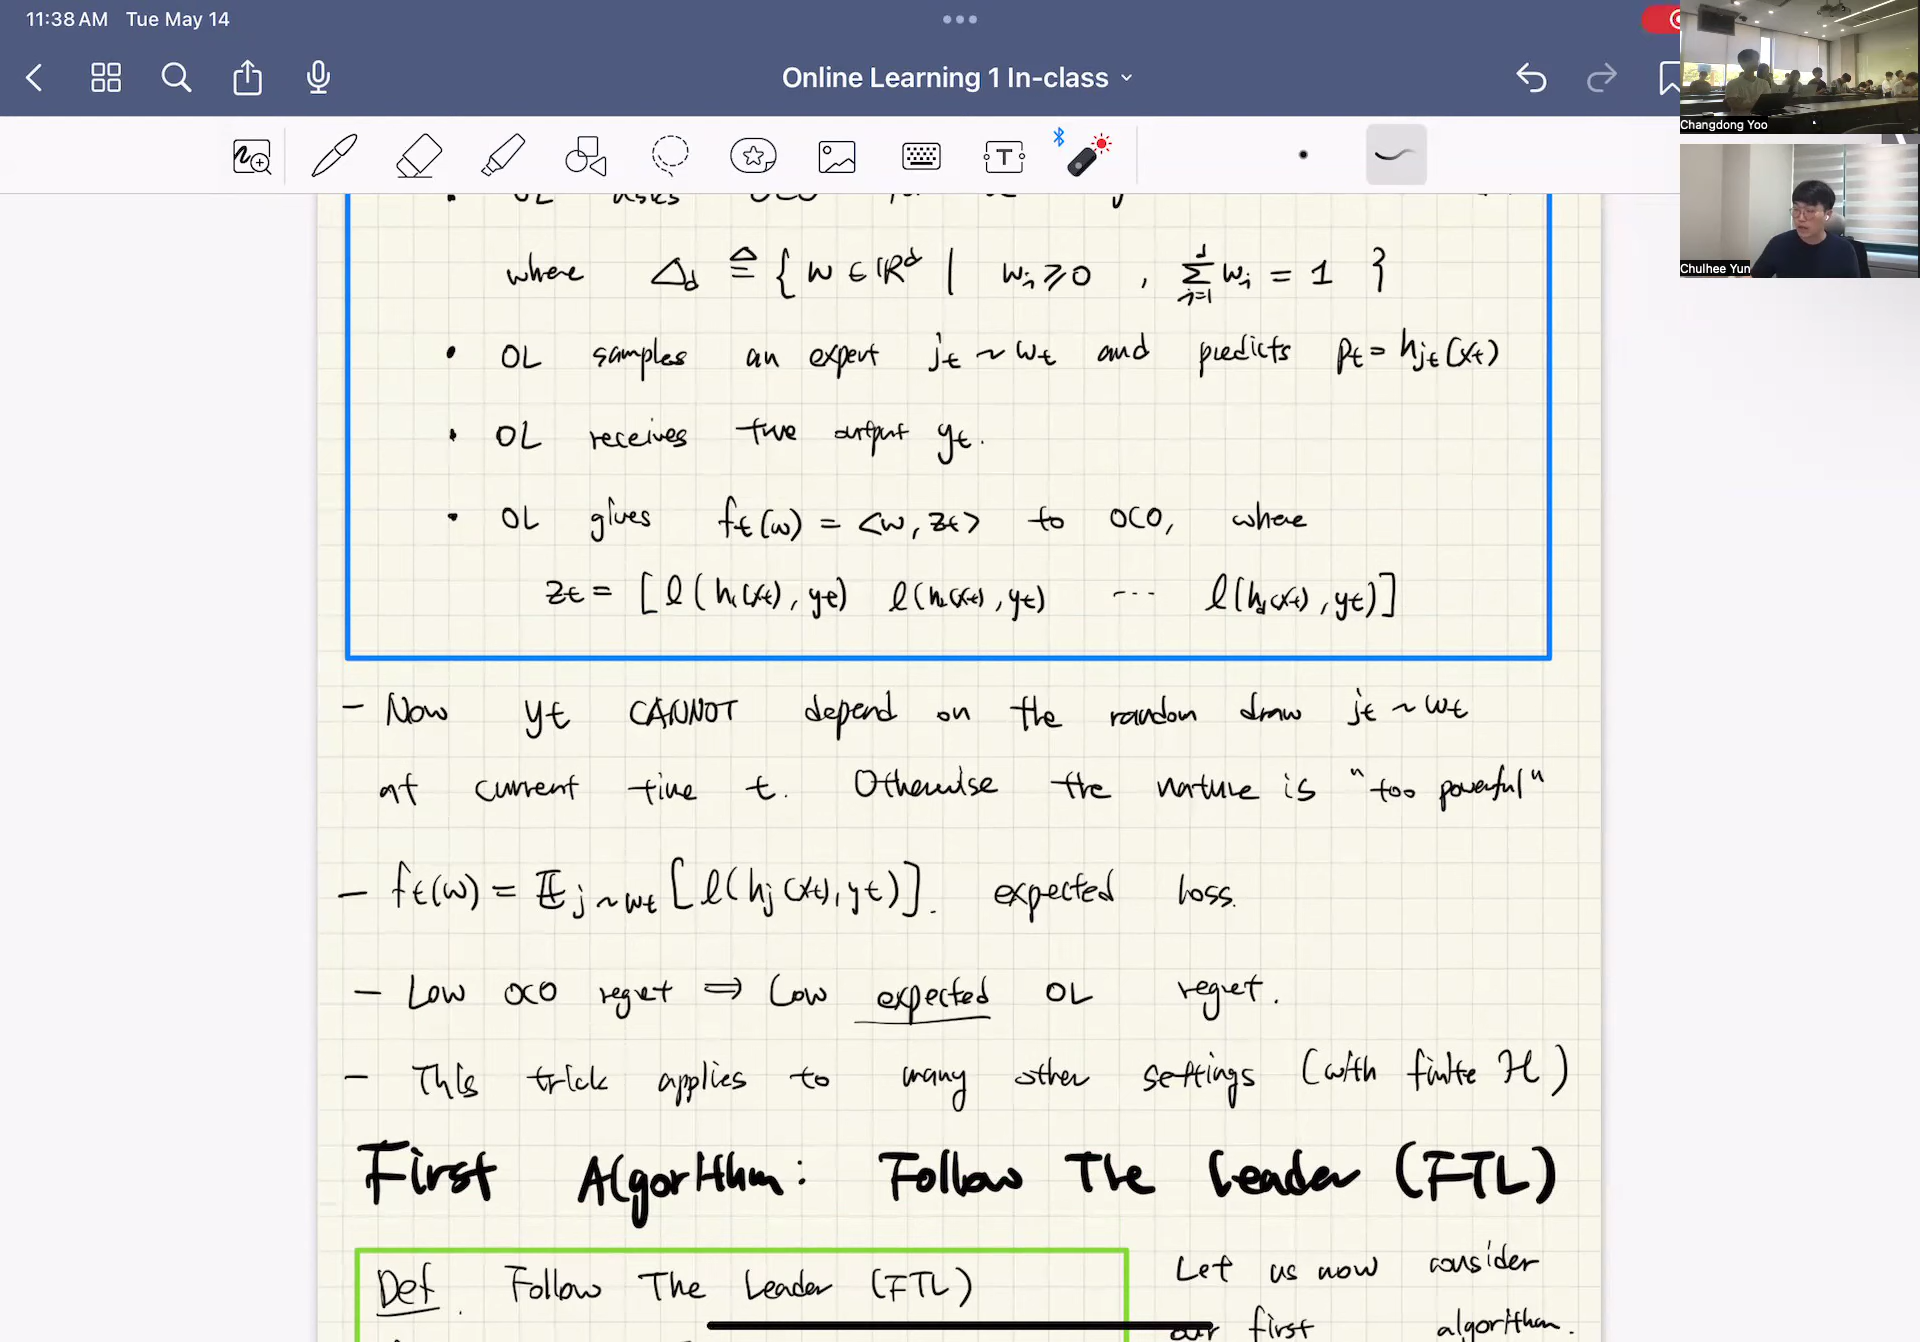 11:38 AM Tue May 14
Online Learning 1 In-class
Changdong Yoo
Chulhee Yun
where Δd ≜ { w ∈ ℝ^d | wj ≥ 0 , Σ_{j=1}^{d} wj = 1 }
• OL samples an expert jt ~ wt and predicts pt = hjt(xt)
• OL receives true output yt.
• OL gives ft(w) = <w, zt> to OCO, where
zt = [ l(h1(xt), yt) l(h2(xt), yt) --- l(hd(xt), yt) ]
- Now yt CANNOT depend on the random draw jt ~ wt
at current time t. Otherwise the nature is "too powerful"
- ft(w) = 𝔼j~wt [l(hj(xt), yt)]. expected loss.
- Low OCO regret ⇒ Low expected OL regret.
- This trick applies to many other settings (with finite ℋ)
First Algorithm: Follow The Leader (FTL)
Def. Follow The Leader (FTL)
Let us now consider
our first algorithm.